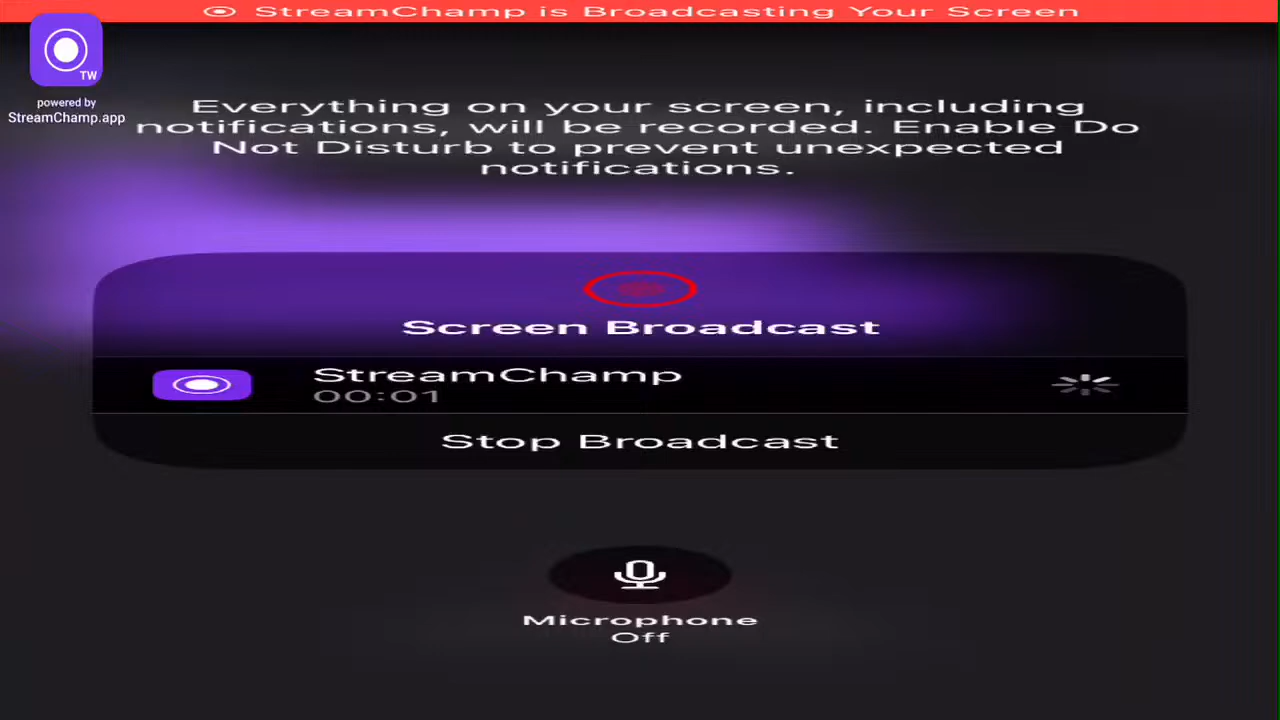 StreamChamp is Broadcasting Your Screen
TW
powered by
StreamChamp.app
Everything on your screen, including
notifications, will be recorded. Enable Do
Not Disturb to prevent unexpected
notifications.
Screen Broadcast
StreamChamp
00:01
Stop Broadcast
Microphone
Off